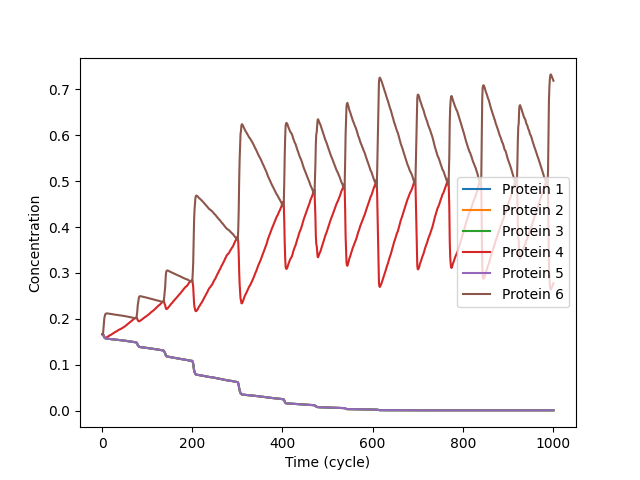 0.7
0.6
0.5
0.4
0.3
0.2
0.1
0.0
Concentration
Protein 1
Protein 2
Protein 3
Protein 4
Protein 5
Protein 6
0 200 400 600 800 1000
Time (cycle)